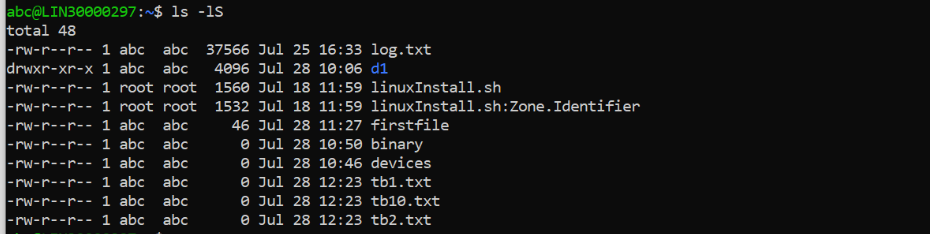 abc@LIN30000297:~$ ls -lS
total 48
-rw-r--r-- 1 abc  abc  37566 Jul 25 16:33 log.txt
drwxr-xr-x 1 abc  abc   4096 Jul 28 10:06 d1
-rw-r--r-- 1 root root  1560 Jul 18 11:59 linuxInstall.sh
-rw-r--r-- 1 root root  1532 Jul 18 11:59 linuxInstall.sh:Zone.Identifier
-rw-r--r-- 1 abc  abc     46 Jul 28 11:27 firstfile
-rw-r--r-- 1 abc  abc      0 Jul 28 10:50 binary
-rw-r--r-- 1 abc  abc      0 Jul 28 10:46 devices
-rw-r--r-- 1 abc  abc      0 Jul 28 12:23 tb1.txt
-rw-r--r-- 1 abc  abc      0 Jul 28 12:23 tb10.txt
-rw-r--r-- 1 abc  abc      0 Jul 28 12:23 tb2.txt